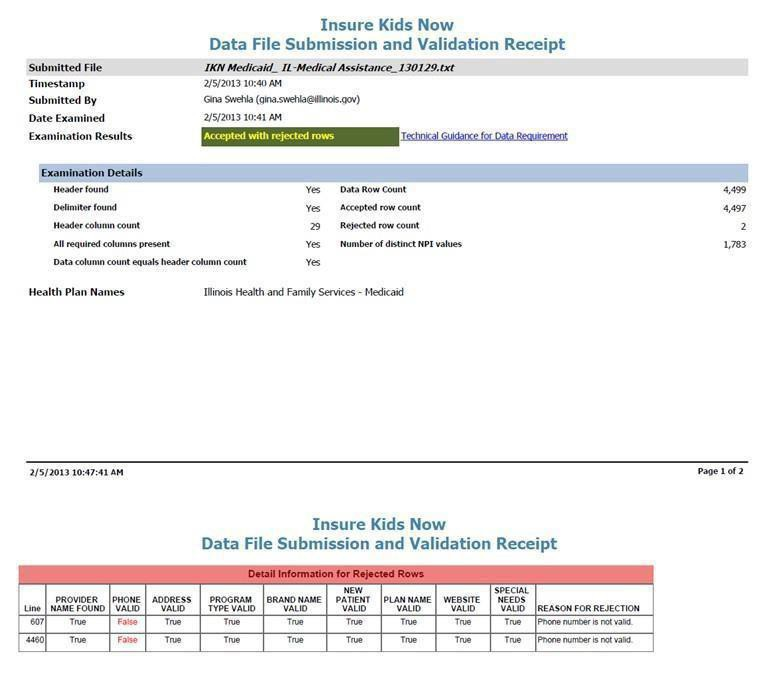 Insure Kids Now
Data File Submission and Validation Receipt
Submitted File IKN Medicaid_ IL-Medical Assistance_130129.txt
Timestamp 2/5/2013 10:40 AM
Submitted By Gina Swehla (gina.swehla@illinois.gov)
Date Examined 2/5/2013 10:41 AM
Examination Results Accepted with rejected rows Technical Guidance for Data Requirement
Examination Details
Header found Yes Data Row Count 4,499
Delimiter found Yes Accepted row count 4,497
Header column count 29 Rejected row count 2
All required columns present Yes Number of distinct NPI values 1,783
Data column count equals header column count Yes
Health Plan Names Illinois Health and Family Services - Medicaid
2/5/2013 10:47:41 AM Page 1 of 2
Insure Kids Now
Data File Submission and Validation Receipt
Detail Information for Rejected Rows
Line PROVIDER NAME FOUND PHONE VALID ADDRESS VALID PROGRAM TYPE VALID BRAND NAME VALID NEW PATIENT VALID PLAN NAME VALID WEBSITE VALID SPECIAL NEEDS VALID REASON FOR REJECTION
607 True False True True True True True True True Phone number is not valid.
4460 True False True True True True True True True Phone number is not valid.